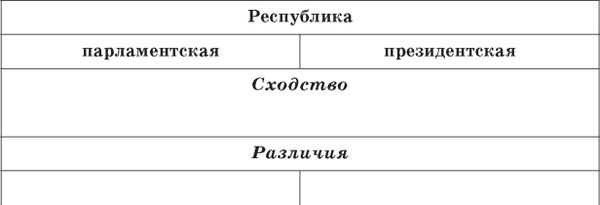 Республика
парламентская президентская
Сходство
Различия